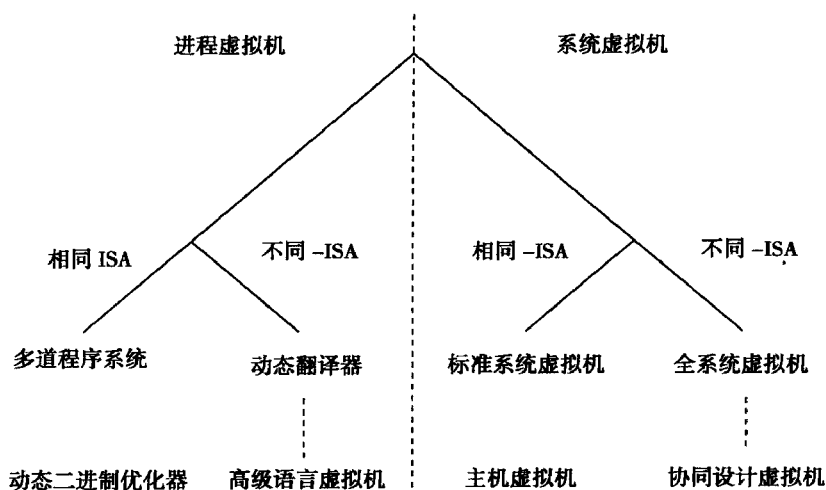 进程虚拟机
系统虚拟机
相同 ISA
不同 -ISA
相同 -ISA
不同 -ISA
多道程序系统
动态翻译器
标准系统虚拟机
全系统虚拟机
动态二进制优化器
高级语言虚拟机
主机虚拟机
协同设计虚拟机